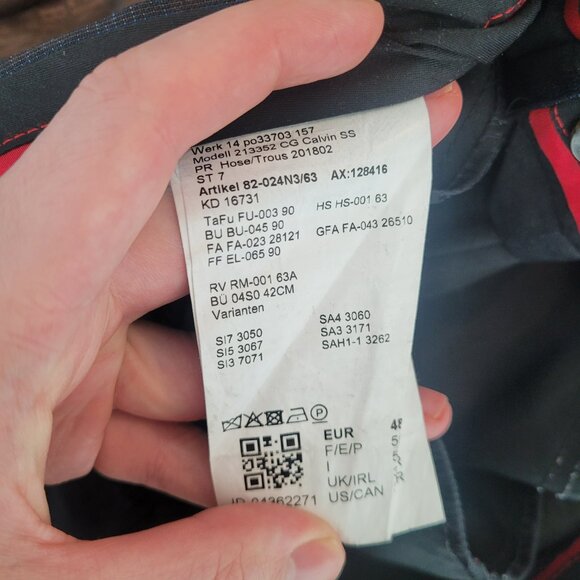 Werk 14 po33703 157
Modell 213352 CG Calvin SS
PR Hose/Trous 201802
ST 7
Artikel 82-024N3/63 AX:128416
KD 16731
TaFu FU-003 90 HS HS-001 63
BU BU-045 90
FA FA-023 28121 GFA FA-043 26510
FF EL-065 90
RV RM-001 63A
BÜ 04S0 42CM
Varianten
SI7 3050 SA4 3060
SI5 3067 SA3 3171
SI3 7071 SAH1-1 3262
P
EUR 48
F/E/P
I
UK/IRL
US/CAN
ID 04362271